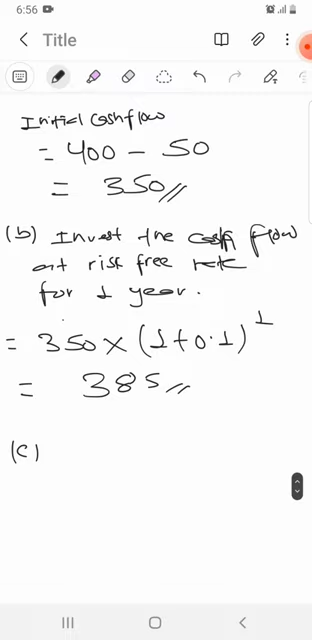 6:56
Title
Initial cashflow
= 400 - 50
= 350//
(b) Invest the cash flow
at risk free rate
for 1 year.
= 350 × (1+0.1)^1
= 385//
(c)